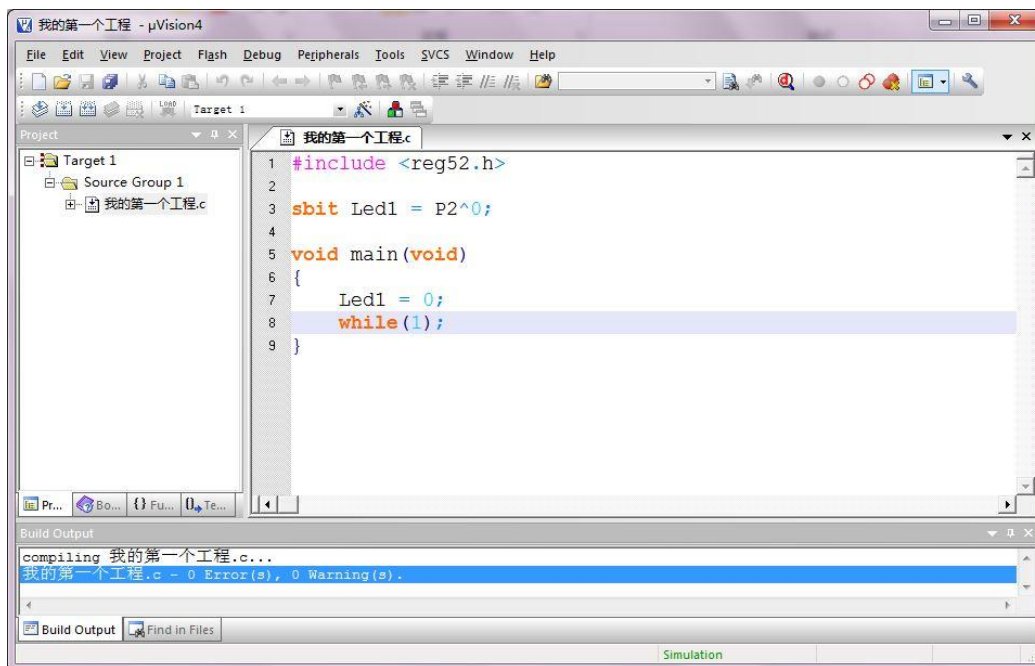 我的第一个工程 - µVision4
File Edit View Project Flash Debug Peripherals Tools SVCS Window Help
LOAD Target 1
Project
我的第一个工程.c
Target 1
Source Group 1
我的第一个工程.c
1 #include <reg52.h>
2
3 sbit Led1 = P2^0;
4
5 void main(void)
6 {
7 Led1 = 0;
8 while(1);
9 }
Pr... Bo... {} Fu... Te...
Build Output
compiling 我的第一个工程.c...
我的第一个工程.c - 0 Error(s), 0 Warning(s).
Build Output Find in Files
Simulation